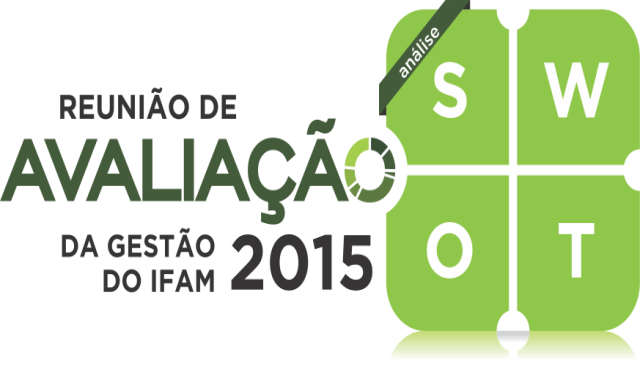 REUNIÃO DE
AVALIAÇÃO
DA GESTÃO
DO IFAM
2015
análise
S W
O T